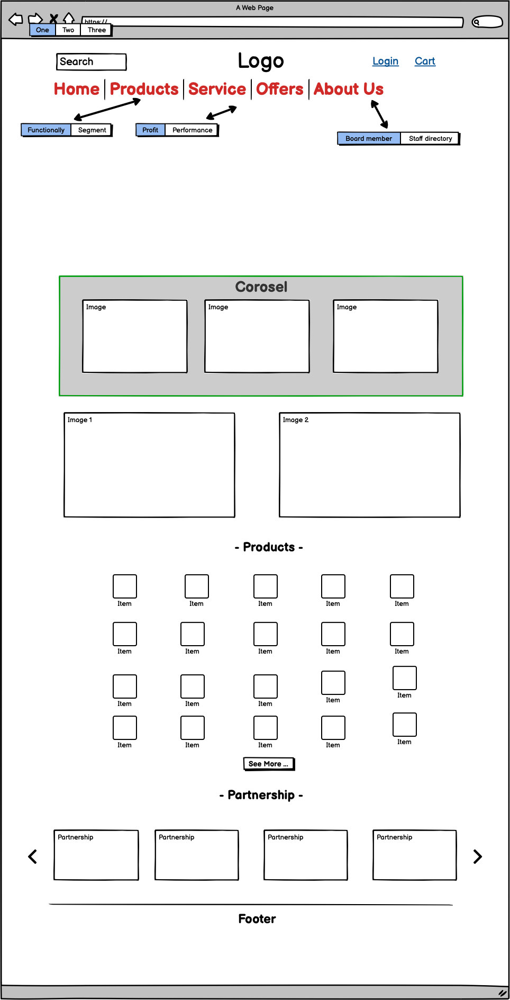 A Web Page
https://
One Two Three
Search
Logo
Login Cart
Home Products Service Offers About Us
Functionally Segment
Profit Performance
Board member Staff directory
Corosel
Image Image Image
Image 1 Image 2
- Products -
Item Item Item Item Item
Item Item Item Item Item
Item Item Item Item Item
Item Item Item Item Item
See More ...
- Partnership -
Partnership Partnership Partnership Partnership
Footer